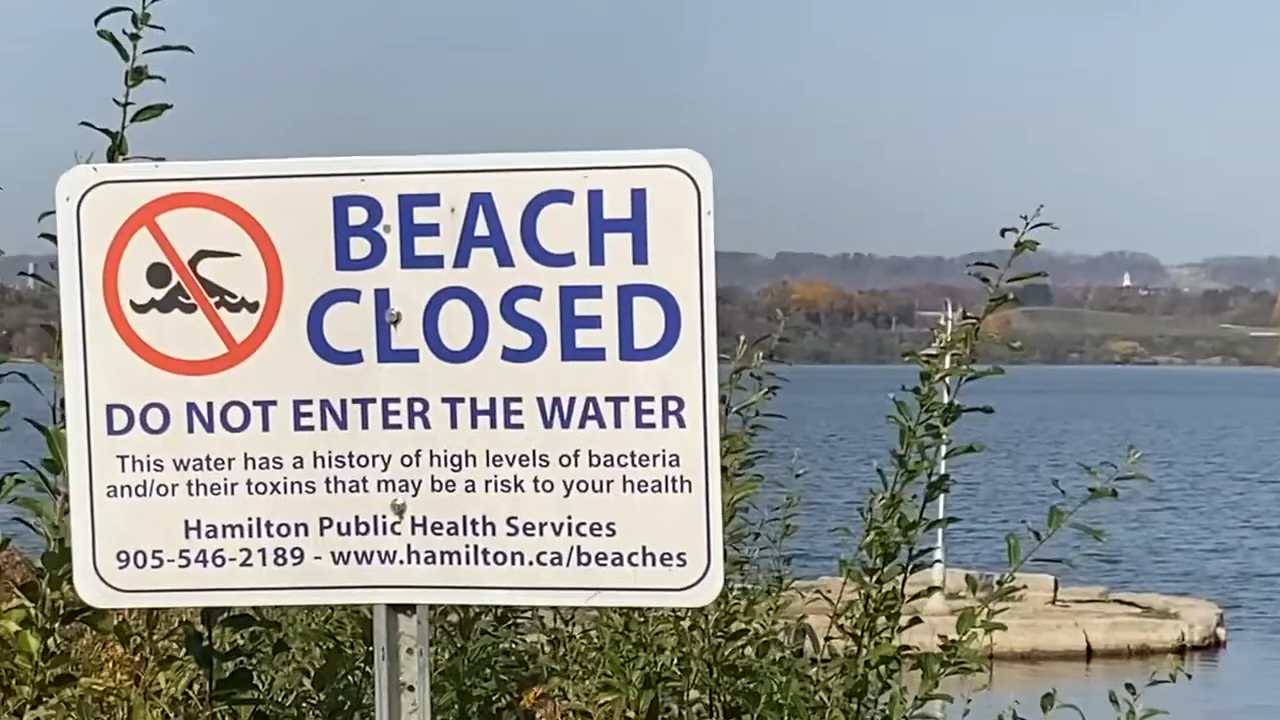 BEACH
CLOSED
DO NOT ENTER THE WATER
This water has a history of high levels of bacteria
and/or their toxins that may be a risk to your health
Hamilton Public Health Services
905-546-2189 - www.hamilton.ca/beaches